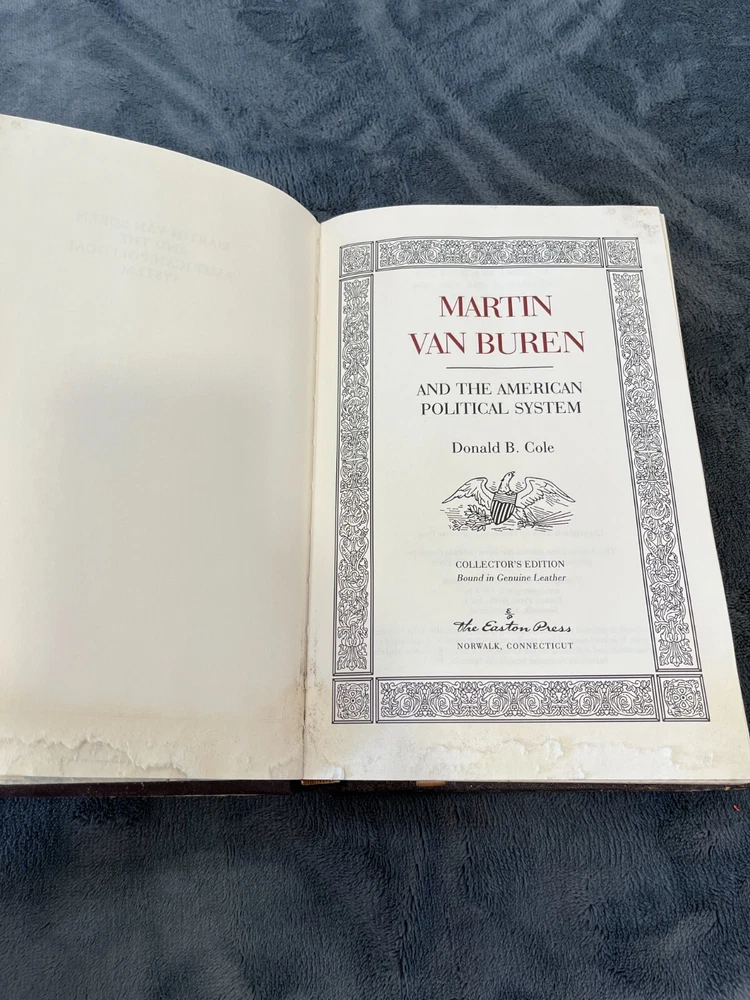 MARTIN
VAN BUREN
AND THE AMERICAN
POLITICAL SYSTEM
Donald B. Cole
COLLECTOR'S EDITION
Bound in Genuine Leather
The Easton Press
NORWALK, CONNECTICUT